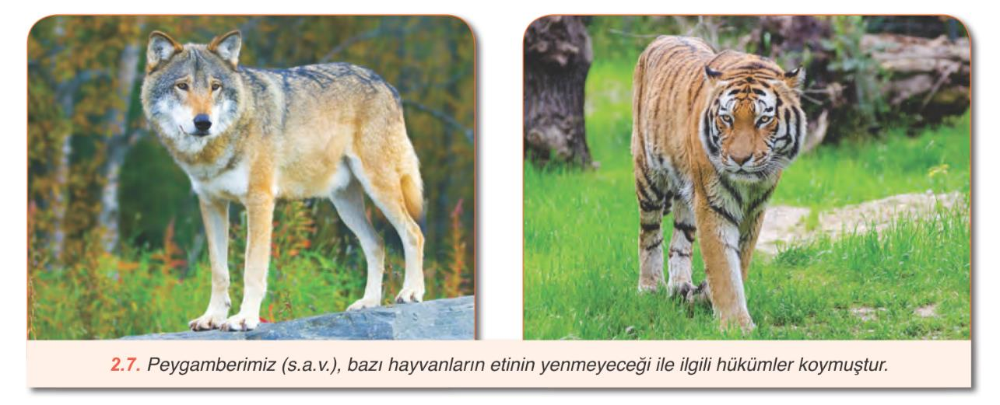 2.7. Peygamberimiz (s.a.v.), bazı hayvanların etinin yenmeyeceği ile ilgili hükümler koymuştur.